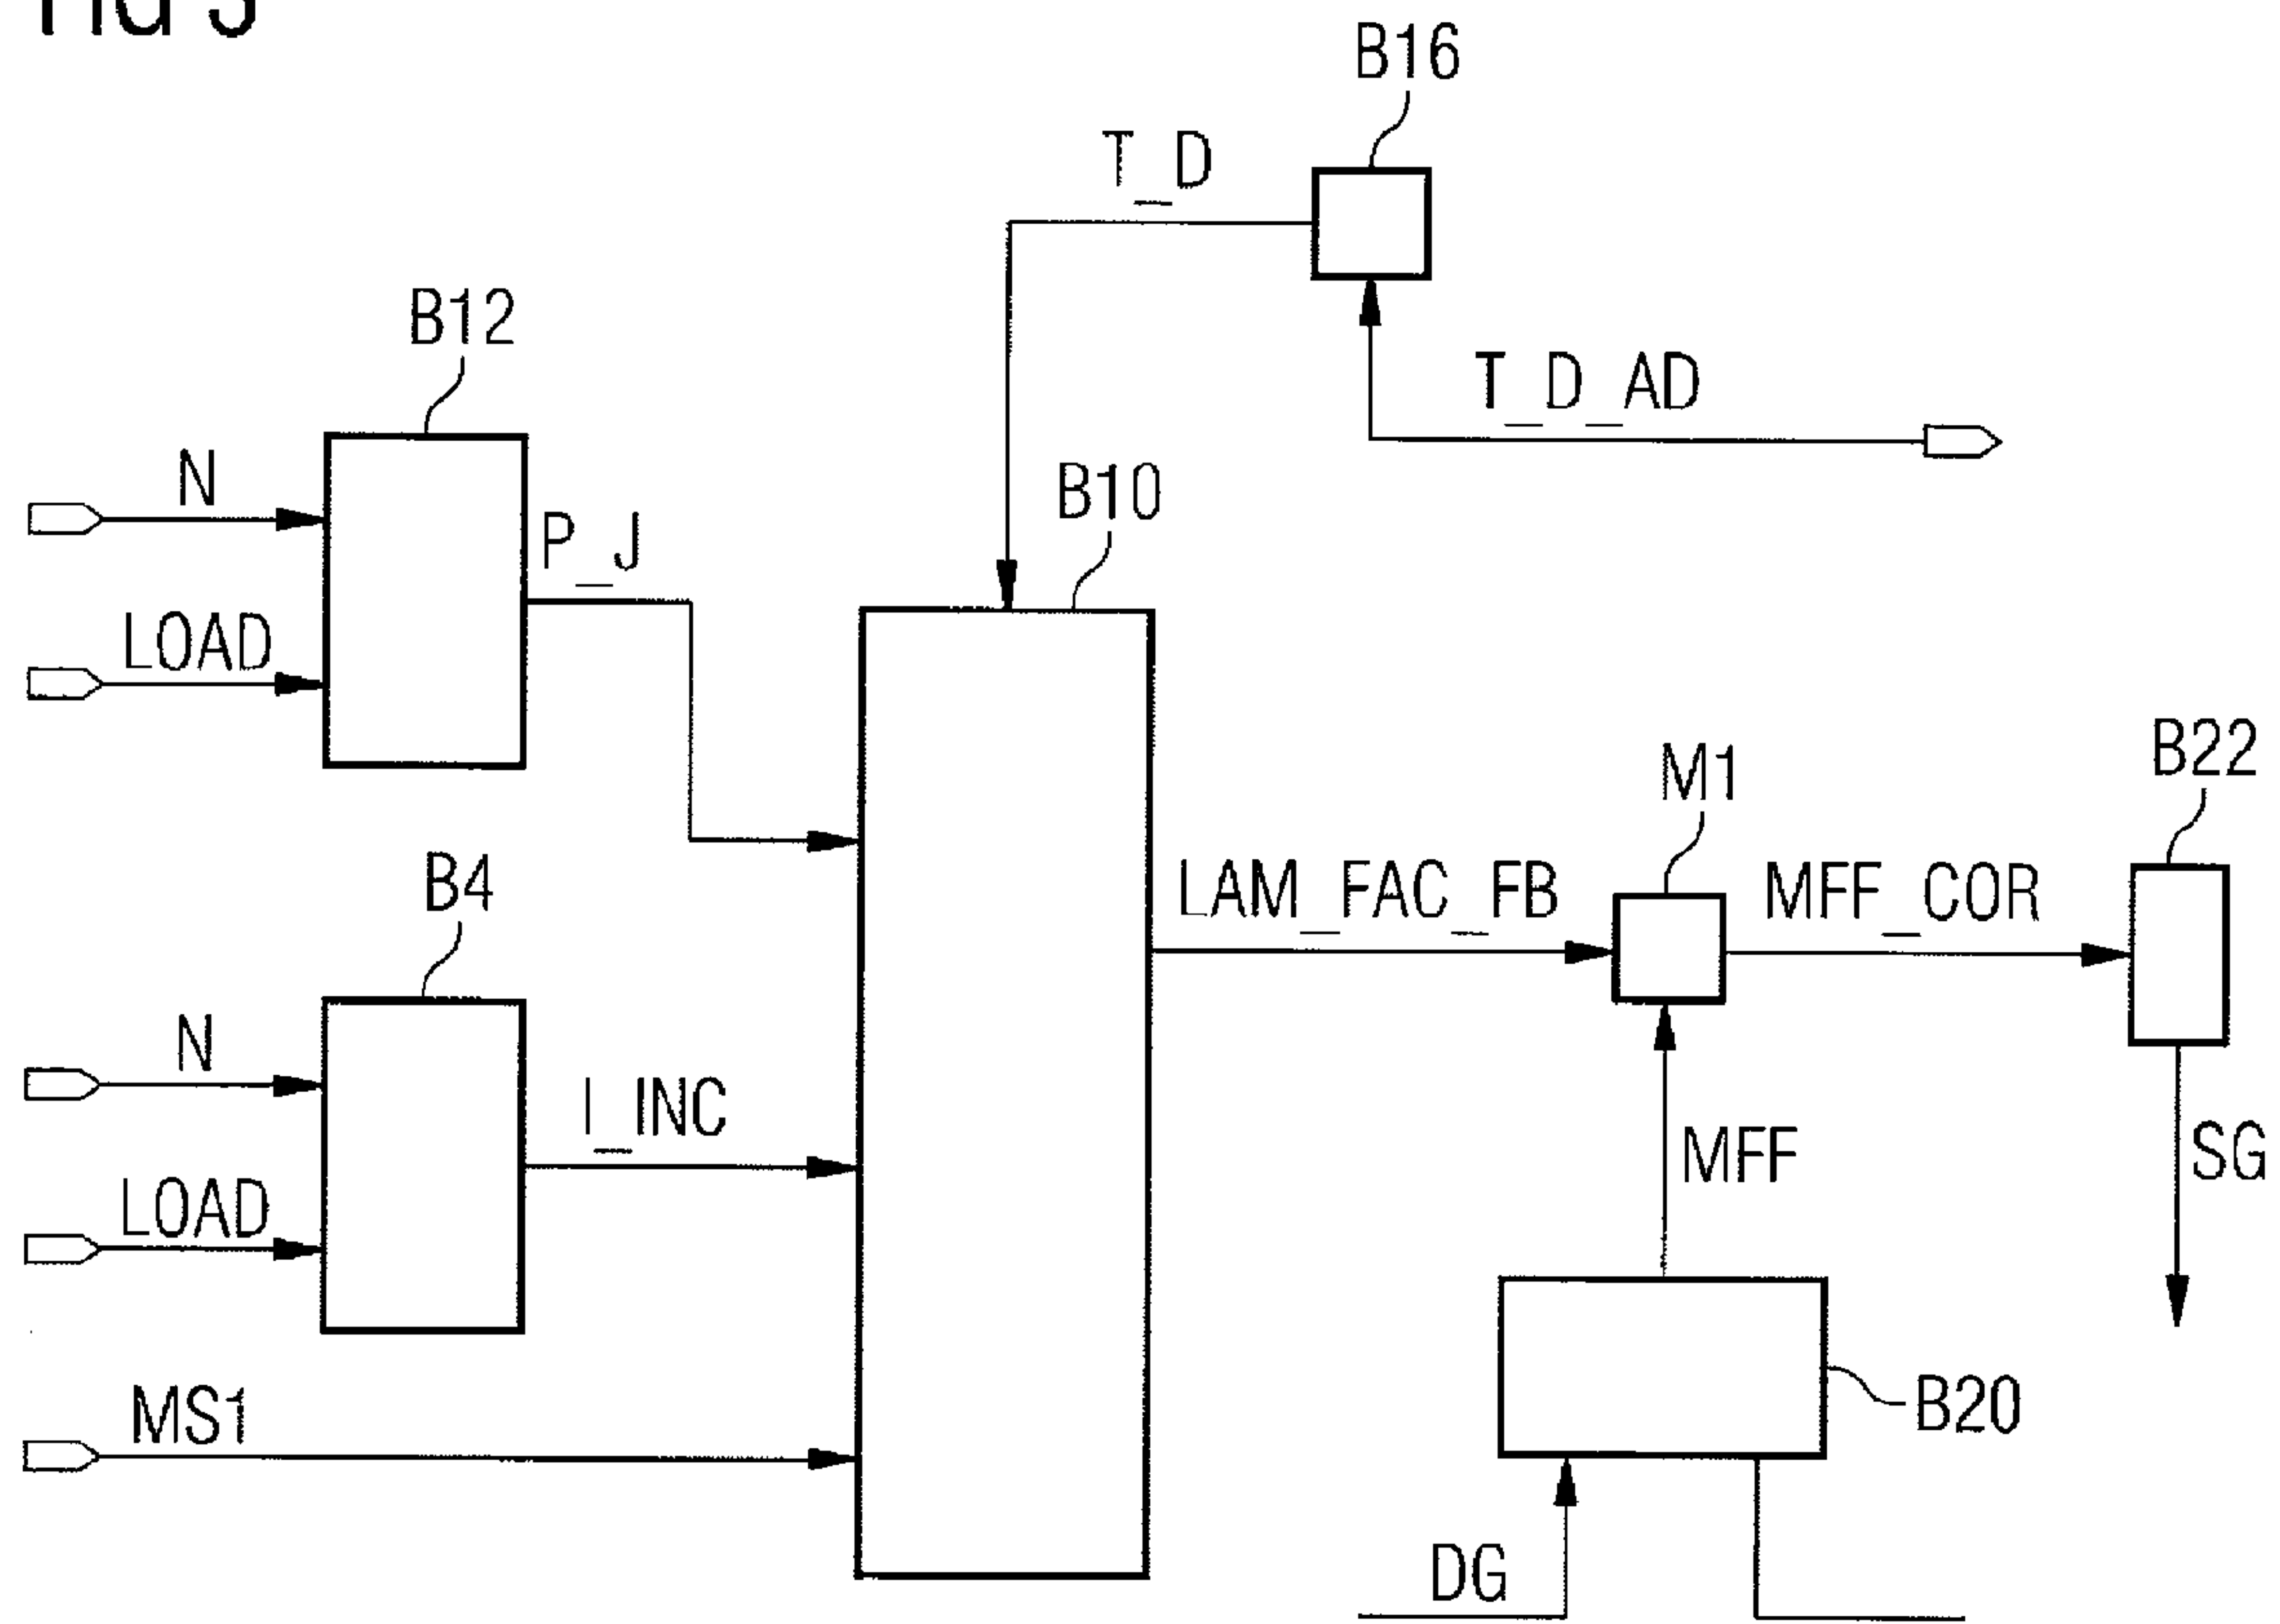 FIG 3
B16
T_D
B12
T_D_AD
N
B10
P_J
LOAD
B22
M1
B4
LAM_FAC_FB
MFF_COR
N
I_INC
MFF
SG
LOAD
MS1
B20
DG